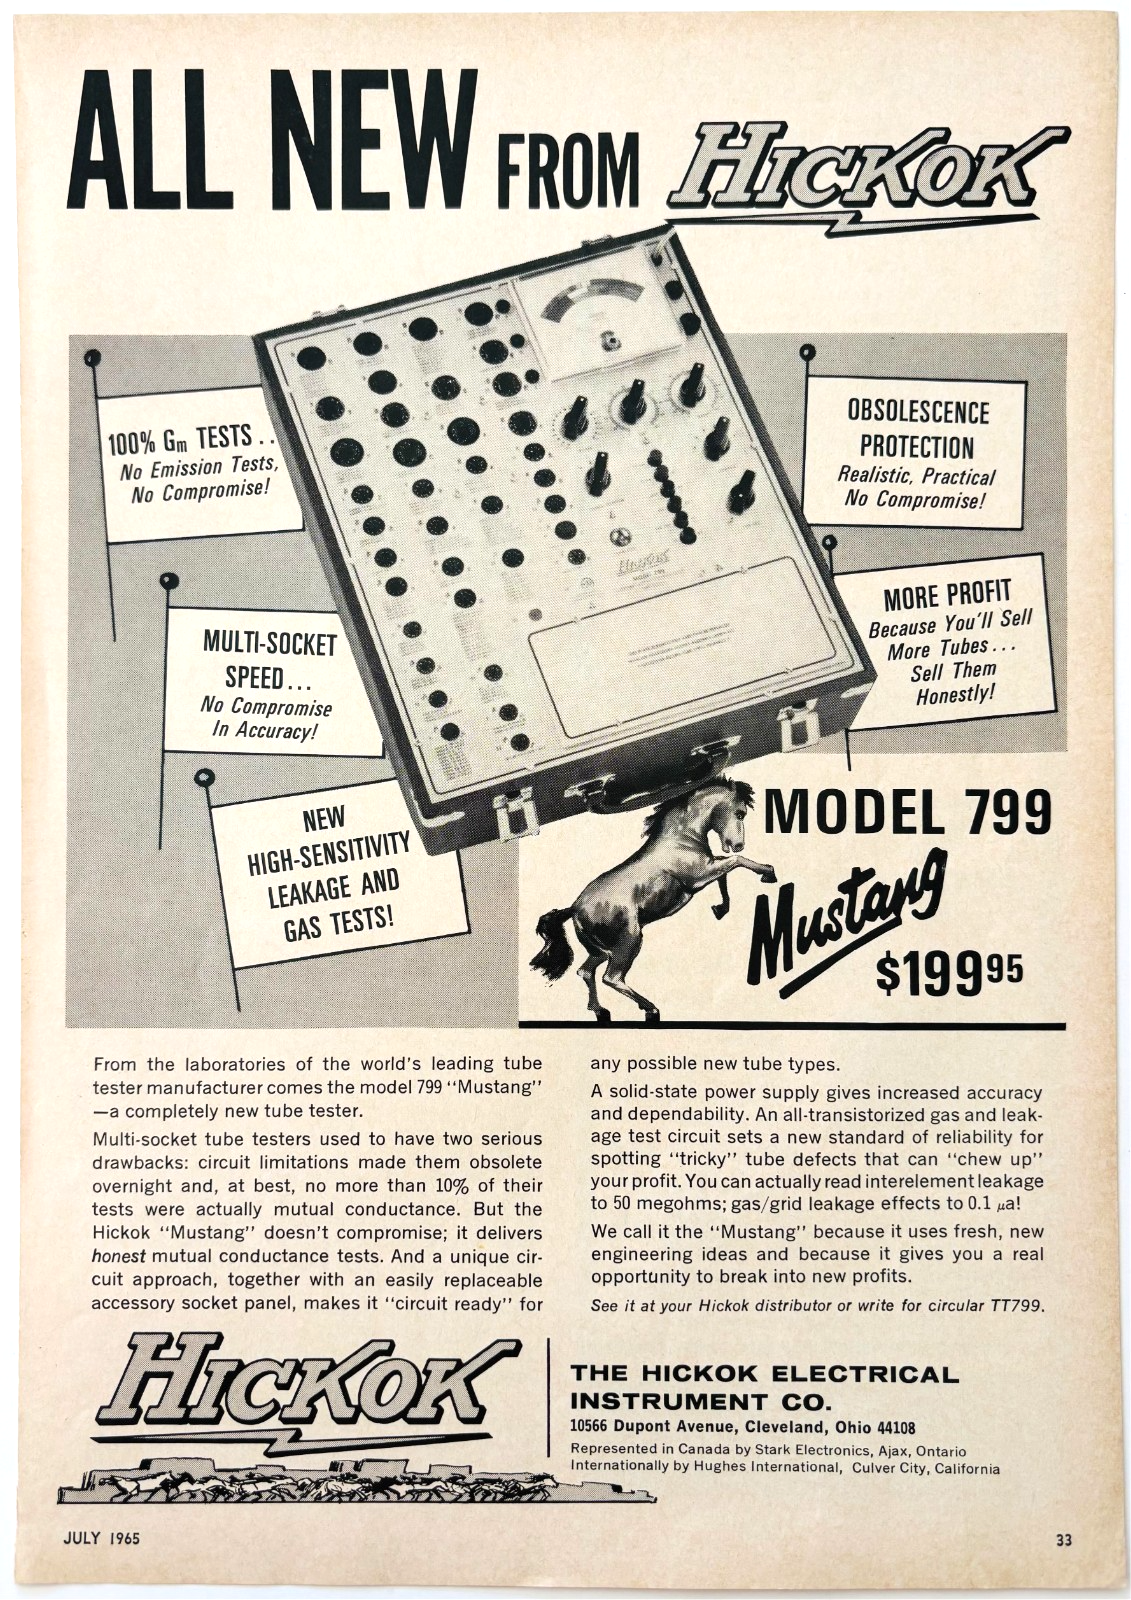 ALL NEW FROM HICKOK
100% Gm TESTS . .
No Emission Tests,
No Compromise!
OBSOLESCENCE
PROTECTION
Realistic, Practical
No Compromise!
MULTI-SOCKET
SPEED...
No Compromise
In Accuracy!
MORE PROFIT
Because You'll Sell
More Tubes...
Sell Them
Honestly!
NEW
HIGH-SENSITIVITY
LEAKAGE AND
GAS TESTS!
HICKOK
MODEL 799
Mustang
$199 95
From the laboratories of the world's leading tube
tester manufacturer comes the model 799 "Mustang"
—a completely new tube tester.
Multi-socket tube testers used to have two serious
drawbacks: circuit limitations made them obsolete
overnight and, at best, no more than 10% of their
tests were actually mutual conductance. But the
Hickok "Mustang" doesn't compromise; it delivers
honest mutual conductance tests. And a unique cir-
cuit approach, together with an easily replaceable
accessory socket panel, makes it "circuit ready" for
any possible new tube types.
A solid-state power supply gives increased accuracy
and dependability. An all-transistorized gas and leak-
age test circuit sets a new standard of reliability for
spotting "tricky" tube defects that can "chew up"
your profit. You can actually read interelement leakage
to 50 megohms; gas/grid leakage effects to 0.1 μa!
We call it the "Mustang" because it uses fresh, new
engineering ideas and because it gives you a real
opportunity to break into new profits.
See it at your Hickok distributor or write for circular TT799.
HICKOK
THE HICKOK ELECTRICAL
INSTRUMENT CO.
10566 Dupont Avenue, Cleveland, Ohio 44108
Represented in Canada by Stark Electronics, Ajax, Ontario
Internationally by Hughes International, Culver City, California
JULY 1965
33